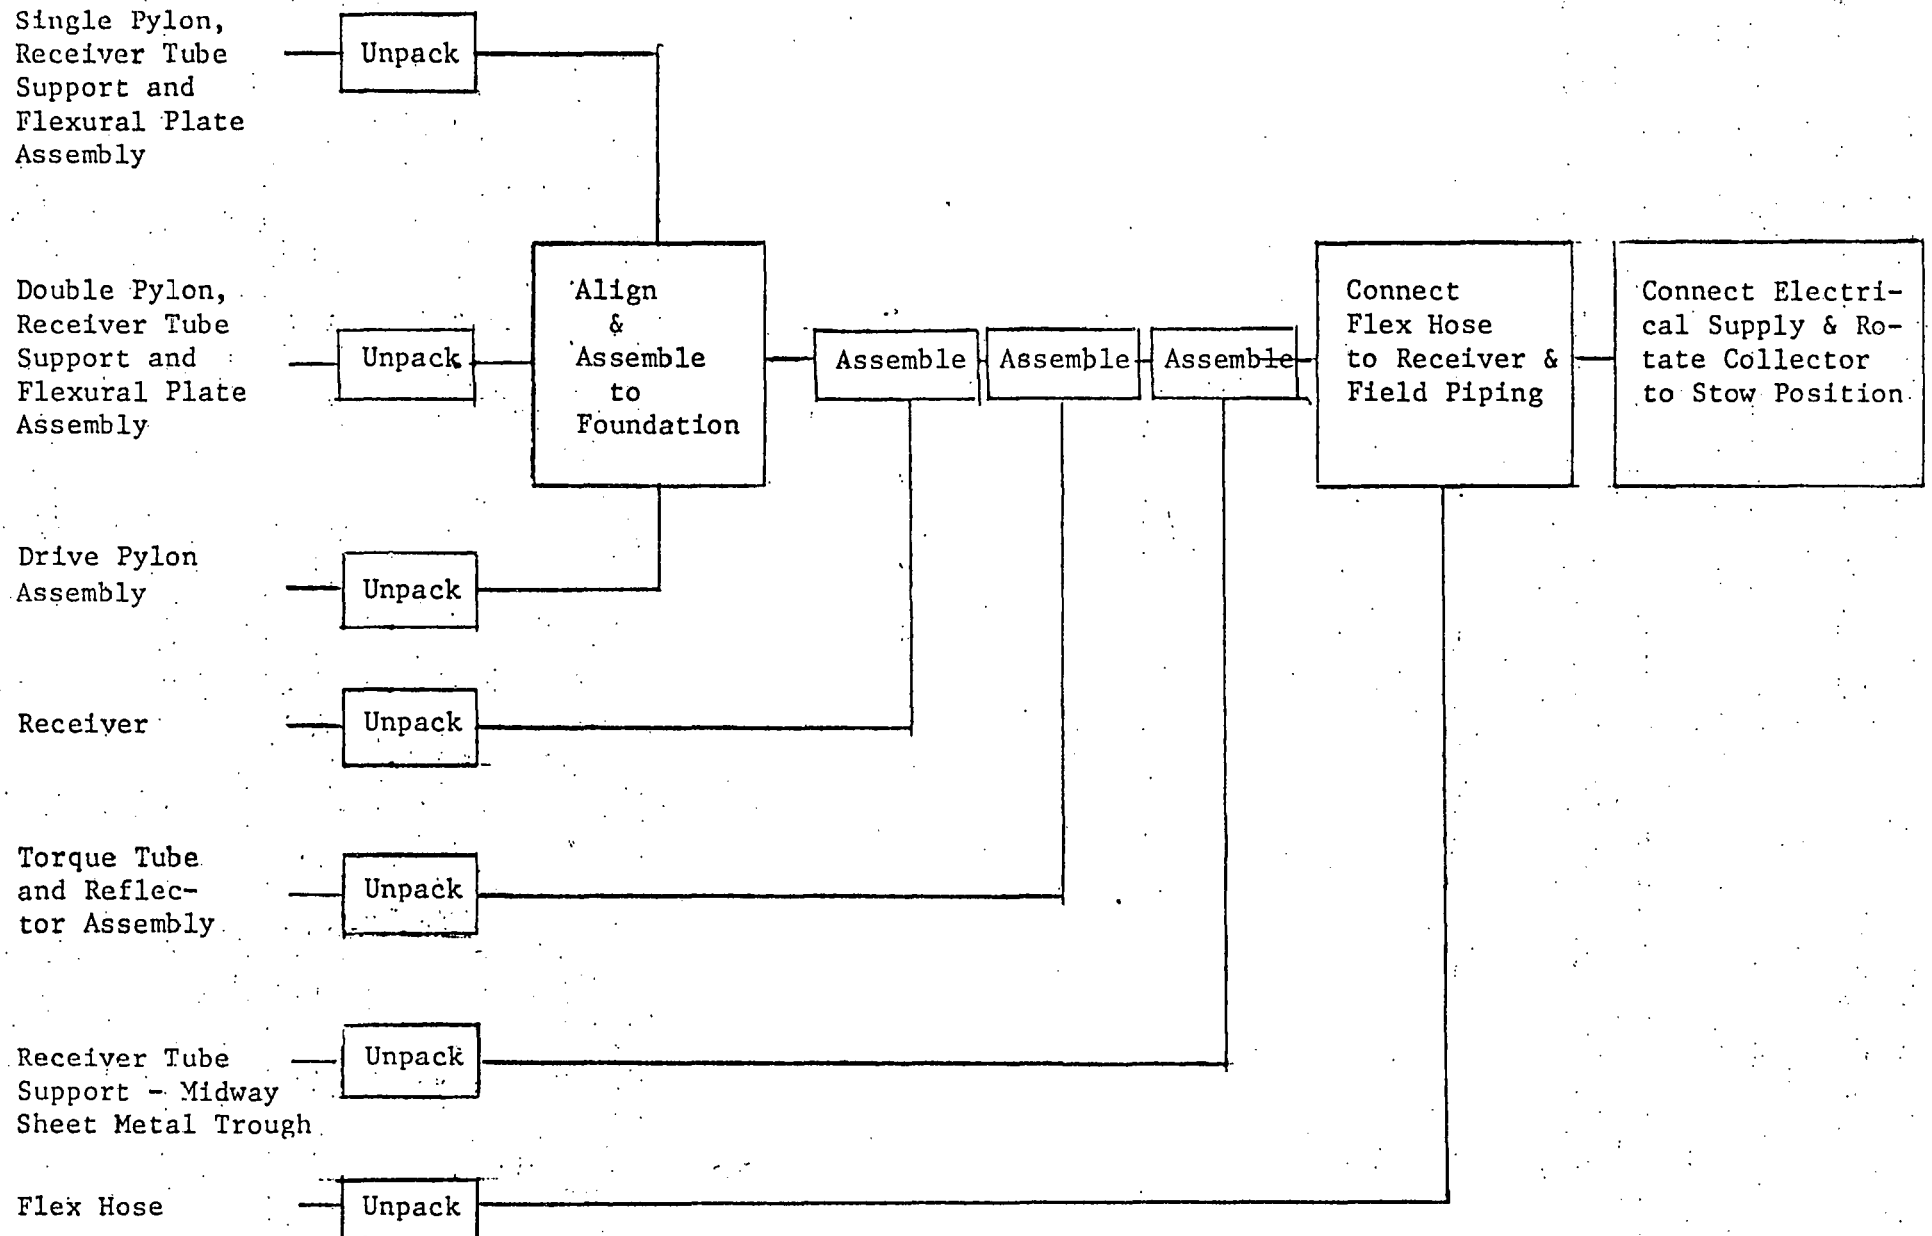 Single Pylon,
Receiver Tube
Support and
Flexural Plate
Assembly
Unpack
Double Pylon,
Receiver Tube
Support and
Flexural Plate
Assembly
Unpack
Align
&
Assemble
to
Foundation
Assemble
Assemble
Assemble
Connect
Flex Hose
to Receiver &
Field Piping
Connect Electri-
cal Supply & Ro-
tate Collector
to Stow Position
Drive Pylon
Assembly
Unpack
Receiver
Unpack
Torque Tube
and Reflec-
tor Assembly
Unpack
Receiver Tube
Support - Midway
Sheet Metal Trough
Unpack
Flex Hose
Unpack